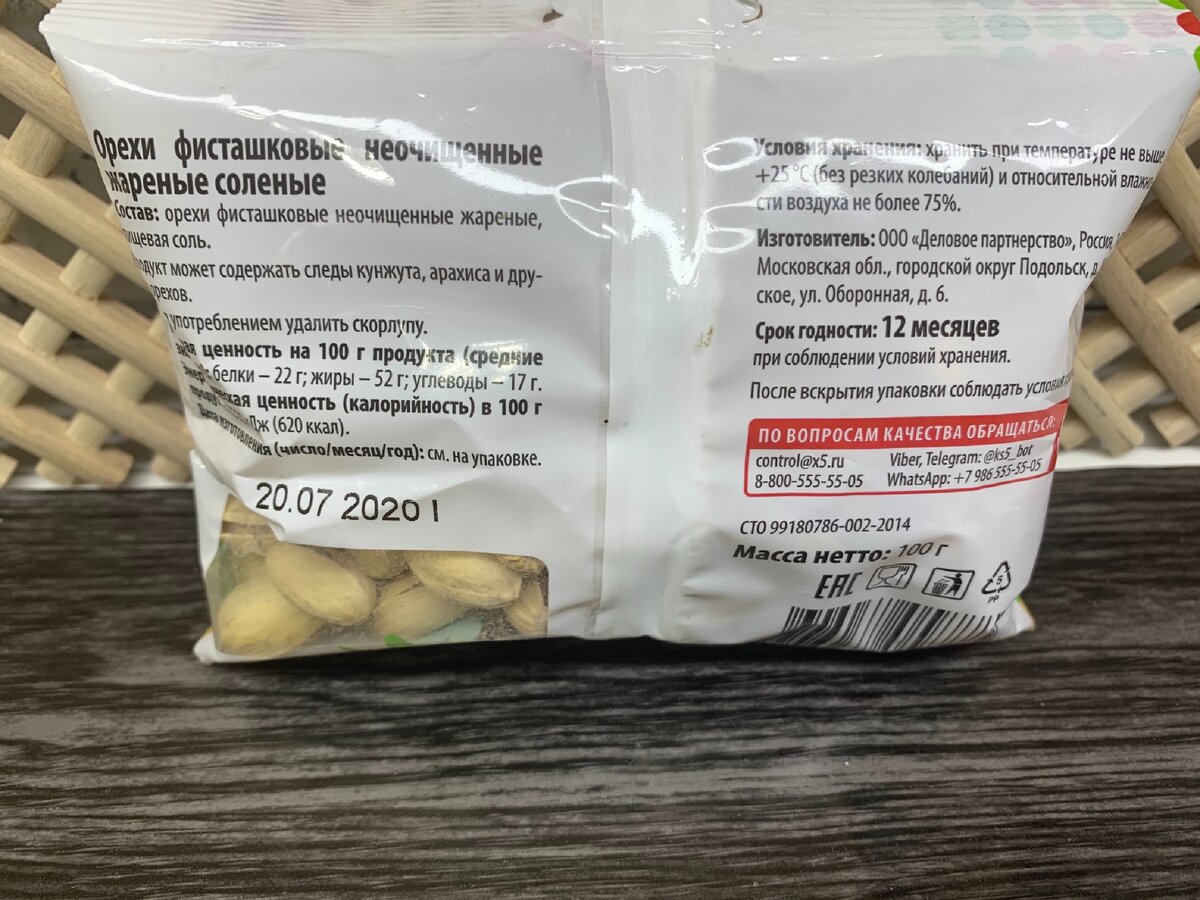 Орехи фисташковые неочищенные
жареные соленые
Состав: орехи фисташковые неочищенные жареные,
пищевая соль.
одукт может содержать следы кунжута, арахиса и дру-
орехов.
употреблением удалить скорлупу.
ценность на 100 г продукта (средние
белки – 22 г; жиры – 52 г; углеводы – 17 г.
ценность (калорийность) в 100 г
Дж (620 ккал).
Дата изготовления (число/месяц/год): см. на упаковке.
20.07 2020 1
Условия хранения: хранить при температуре не выше
+25 °С (без резких колебаний) и относительной влажно-
сти воздуха не более 75%.
Изготовитель: ООО «Деловое партнерство», Россия,
Московская обл., городской округ Подольск, д.
ское, ул. Оборонная, д. 6.
Срок годности: 12 месяцев
при соблюдении условий хранения.
После вскрытия упаковки соблюдать условия
ПО ВОПРОСАМ КАЧЕСТВА ОБРАЩАТЬСЯ:
control@x5.ru Viber, Telegram: @ks5_bot
8-800-555-55-05 WhatsApp: +7 986 555-55-05
СТО 99180786-002-2014
Масса нетто: 100 г
EAC
5
PP